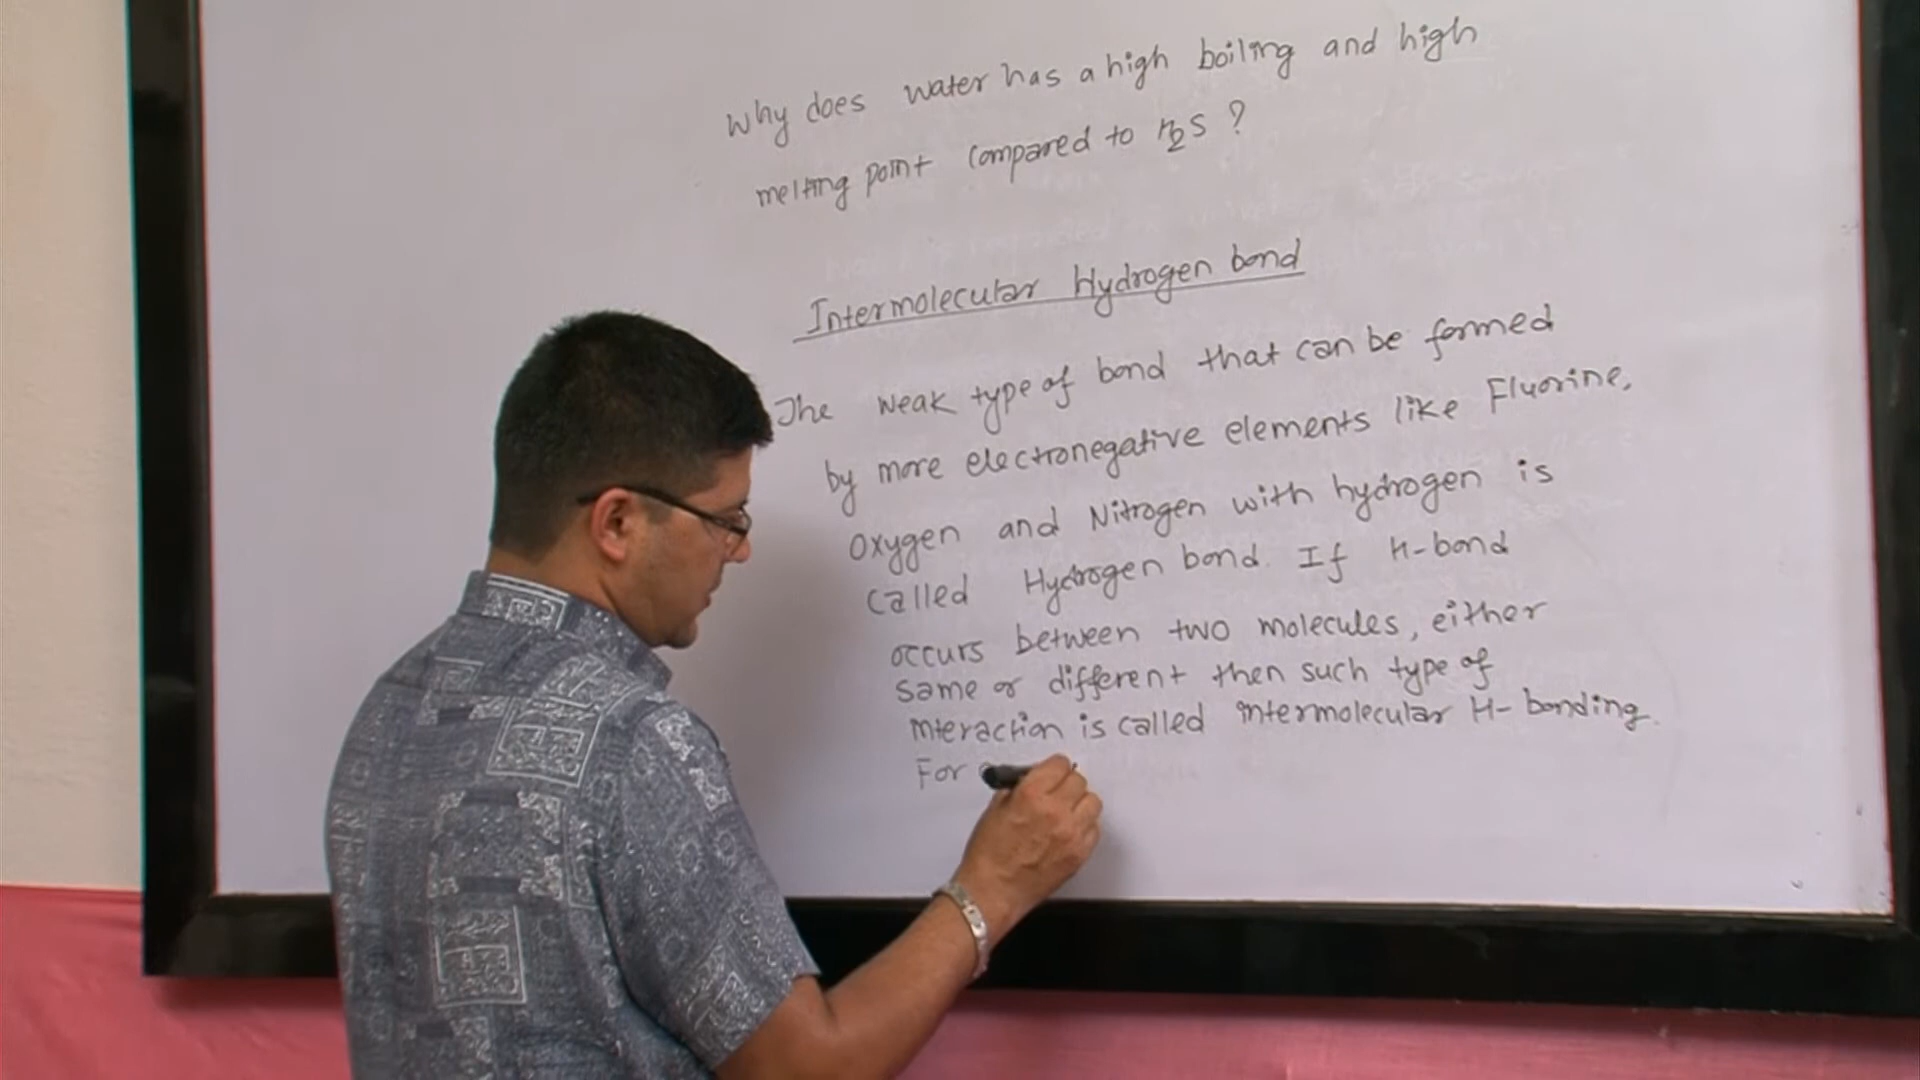 Why does water has a high boiling and high
melting point compared to H2S ?
Intermolecular Hydrogen bond
The weak type of bond that can be formed
by more electronegative elements like Fluorine,
Oxygen and Nitrogen with hydrogen is
called Hydrogen bond. If H-bond
occurs between two molecules, either
same or different then such type of
interaction is called intermolecular H-bonding.
For